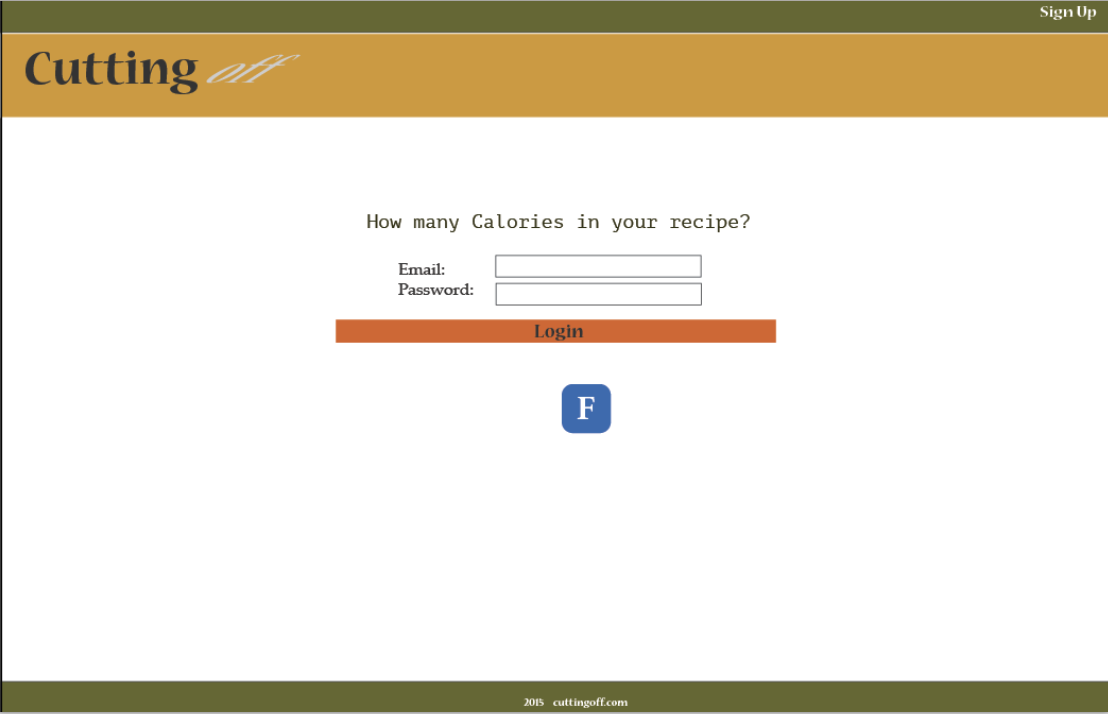 Sign Up
Cutting off
How many Calories in your recipe?
Email:
Password:
Login
F
2015 cuttingoff.com